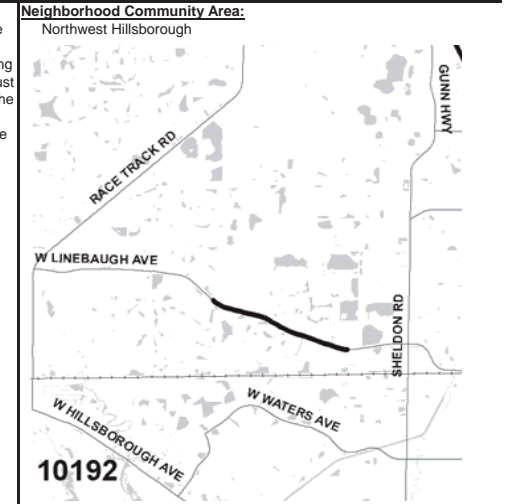 Neighborhood Community Area:
Northwest Hillsborough
GUNN HWY
RACE TRACK RD
W LINEBAUGH AVE
SHELDON RD
W WATERS AVE
W HILLSBOROUGH AVE
10192